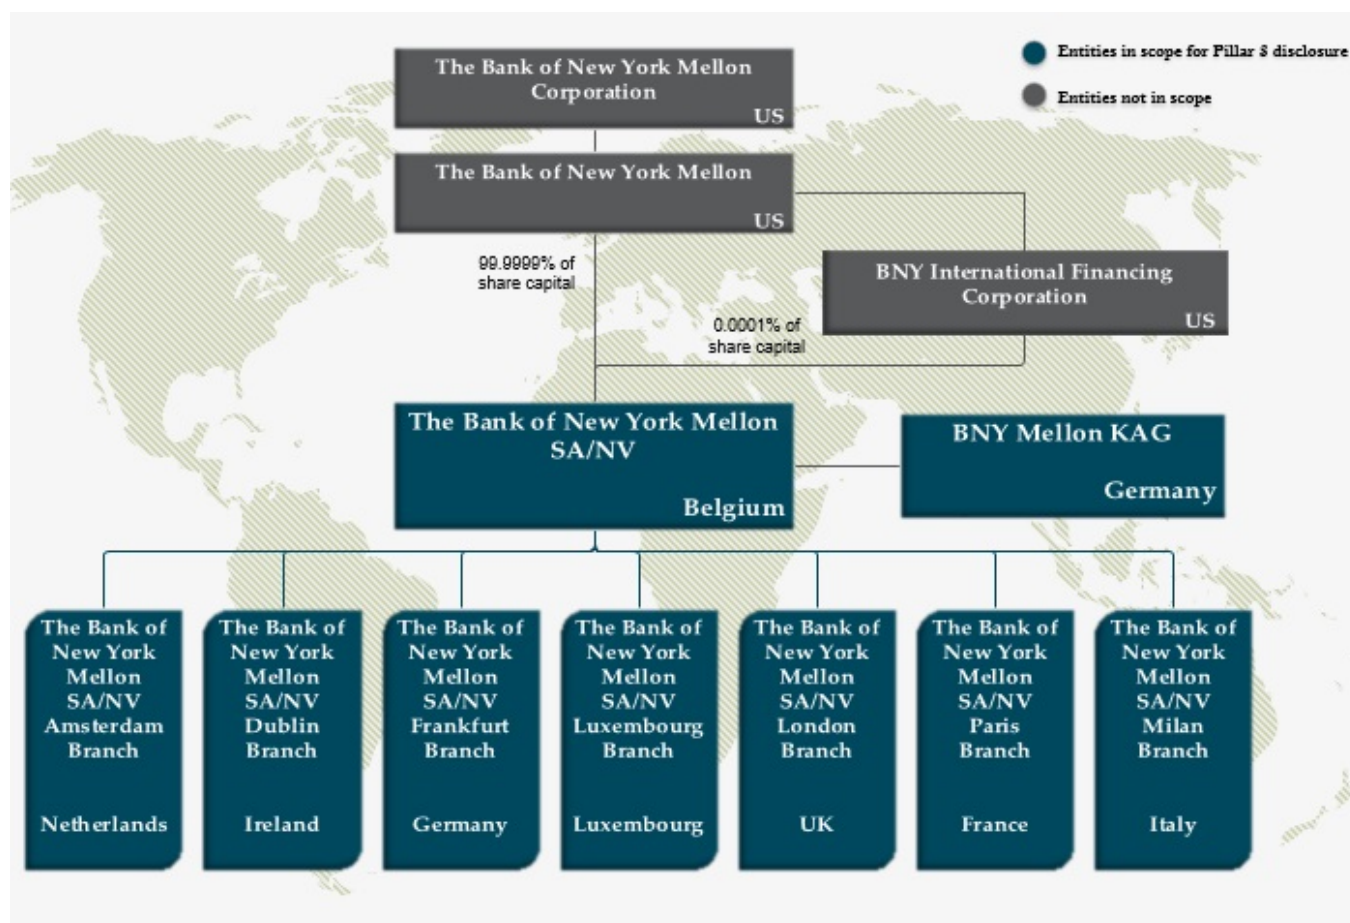 Entities in scope for Pillar 3 disclosure
Entities not in scope
The Bank of New York Mellon
Corporation
US
The Bank of New York Mellon
US
99.9999% of
share capital
BNY International Financing
Corporation
US
0.0001% of
share capital
The Bank of New York Mellon
SA/NV
Belgium
BNY Mellon KAG
Germany
The Bank of
New York
Mellon
SA/NV
Amsterdam
Branch
Netherlands
The Bank of
New York
Mellon
SA/NV
Dublin
Branch
Ireland
The Bank of
New York
Mellon
SA/NV
Frankfurt
Branch
Germany
The Bank of
New York
Mellon
SA/NV
Luxembourg
Branch
Luxembourg
The Bank of
New York
Mellon
SA/NV
London
Branch
UK
The Bank of
New York
Mellon
SA/NV
Paris
Branch
France
The Bank of
New York
Mellon
SA/NV
Milan
Branch
Italy